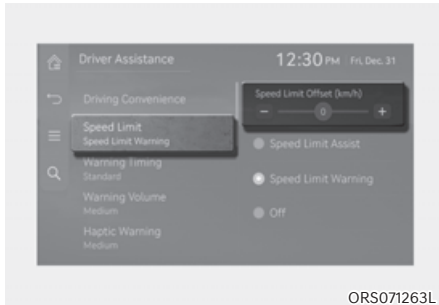 Driver Assistance
12:30 PM Fri, Dec. 31
Driving Convenience
Speed Limit
Speed Limit Warning
Warning Timing
Standard
Warning Volume
Medium
Haptic Warning
Medium
Speed Limit Offset (km/h)
− 0 +
Speed Limit Assist
Speed Limit Warning
Off
ORS071263L